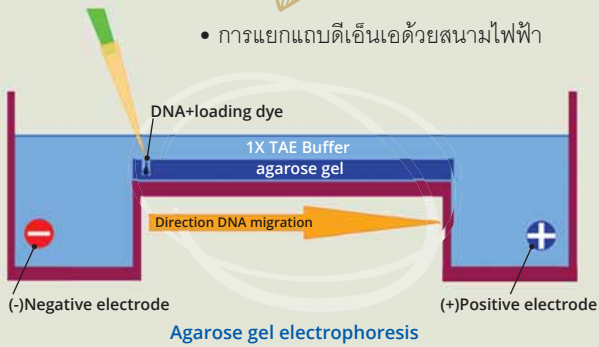 • การแยกแถบดีเอ็นเอด้วยสนามไฟฟ้า
DNA+loading dye
1X TAE Buffer
agarose gel
Direction DNA migration
(-)Negative electrode
(+)Positive electrode
Agarose gel electrophoresis